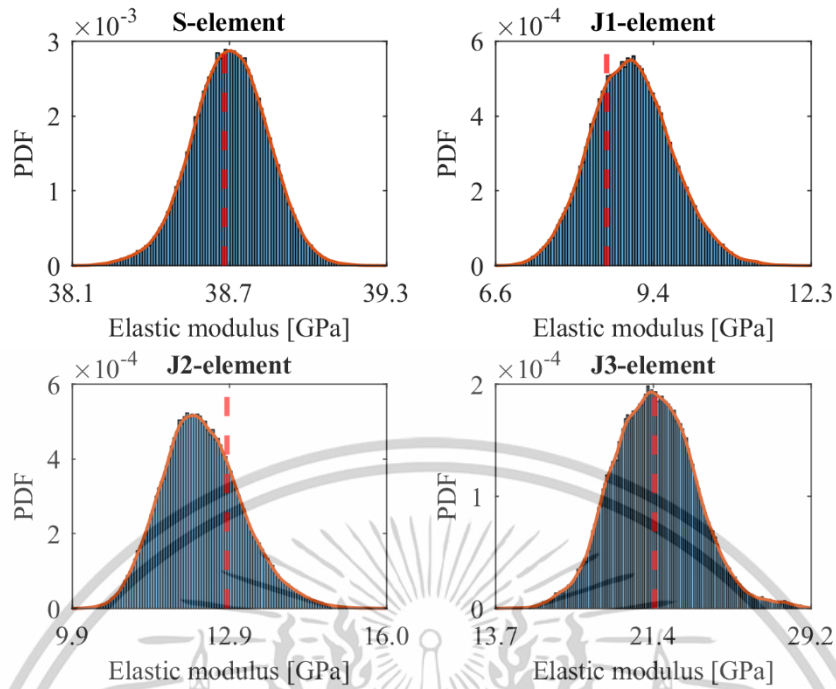 S-element
×10⁻³
3
2
1
0
PDF
38.1 38.7 39.3
Elastic modulus [GPa]
J1-element
×10⁻⁴
6
4
2
0
PDF
6.6 9.4 12.3
Elastic modulus [GPa]
J2-element
×10⁻⁴
6
4
2
0
PDF
9.9 12.9 16.0
Elastic modulus [GPa]
J3-element
×10⁻⁴
2
1
0
PDF
13.7 21.4 29.2
Elastic modulus [GPa]